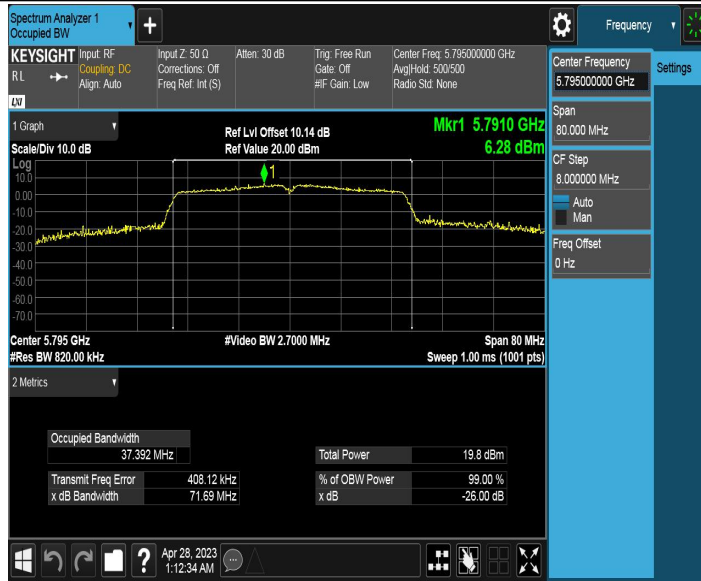 Spectrum Analyzer 1
Occupied BW
+
Frequency
KEYSIGHT
RL
LXI
Input: RF
Coupling: DC
Align: Auto
Input Z: 50 Ω
Corrections: Off
Freq Ref: Int (S)
Atten: 30 dB
Trig: Free Run
Gate: Off
#IF Gain: Low
Center Freq: 5.795000000 GHz
Avg|Hold: 500/500
Radio Std: None
Center Frequency
5.795000000 GHz
Settings
Span
80.000 MHz
CF Step
8.000000 MHz
Auto
Man
Freq Offset
0 Hz
1 Graph
Scale/Div 10.0 dB
Ref Lvl Offset 10.14 dB
Ref Value 20.00 dBm
Mkr1 5.7910 GHz
6.28 dBm
Log
10.0
0.00
-10.0
-20.0
-30.0
-40.0
-50.0
-60.0
-70.0
1
Center 5.795 GHz
#Res BW 820.00 kHz
#Video BW 2.7000 MHz
Span 80 MHz
Sweep 1.00 ms (1001 pts)
2 Metrics
Occupied Bandwidth
37.392 MHz
Total Power 19.8 dBm
Transmit Freq Error 408.12 kHz
x dB Bandwidth 71.69 MHz
% of OBW Power 99.00 %
x dB -26.00 dB
?
Apr 28, 2023
1:12:34 AM